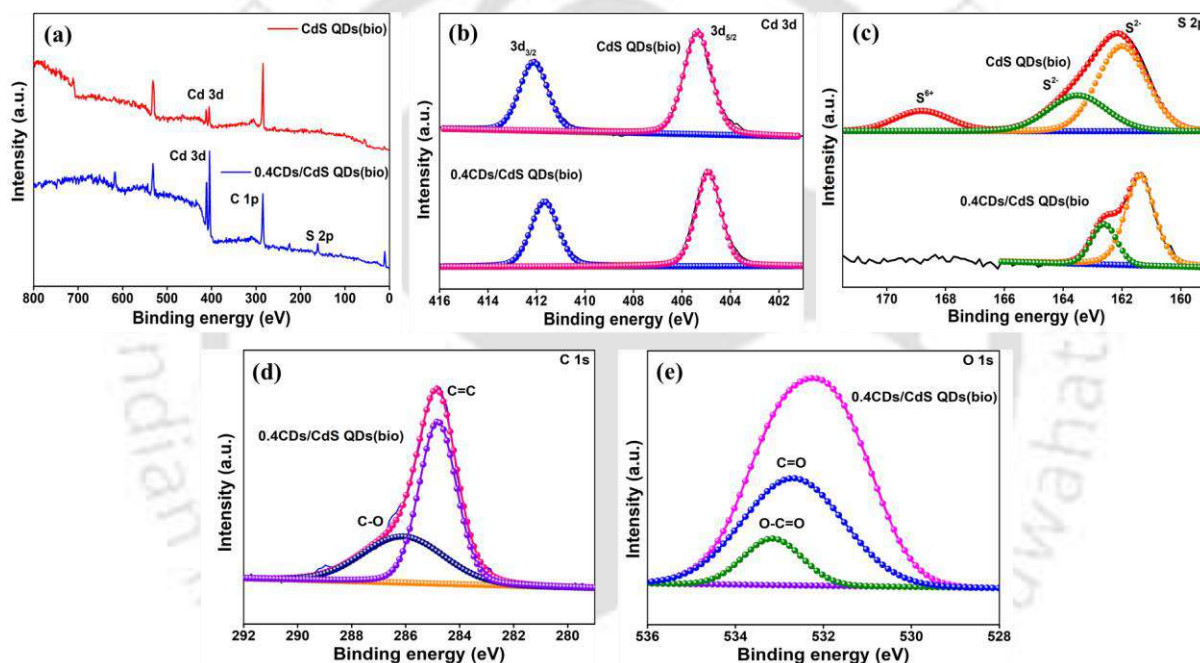 (a)
CdS QDs(bio)
Cd 3d
Cd 3d
0.4CDs/CdS QDs(bio)
C 1p
S 2p
Intensity (a.u.)
800 700 600 500 400 300 200 100 0
Binding energy (eV)
(b)
Cd 3d
3d3/2
CdS QDs(bio)
3d5/2
0.4CDs/CdS QDs(bio)
Intensity (a.u.)
416 414 412 410 408 406 404 402
Binding energy (eV)
(c)
S 2p
S2-
CdS QDs(bio)
S2-
S6+
0.4CDs/CdS QDs(bio
Intensity (a.u.)
170 168 166 164 162 160
Binding energy (eV)
(d)
C 1s
C=C
0.4CDs/CdS QDs(bio)
C-O
Intensity (a.u.)
292 290 288 286 284 282 280
Binding energy (eV)
(e)
O 1s
0.4CDs/CdS QDs(bio)
C=O
O-C=O
Intensity (a.u.)
536 534 532 530 528
Binding energy (eV)
Indian
uwahat